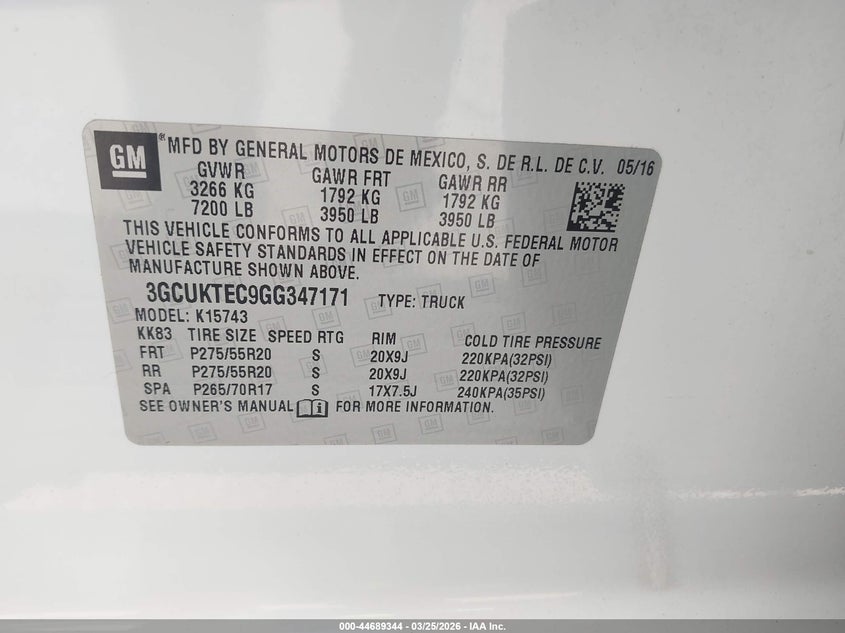 GM ® MFD BY GENERAL MOTORS DE MEXICO, S. DE R.L. DE C.V. 05/16
GVWR GAWR FRT GAWR RR
3266 KG 1792 KG 1792 KG
7200 LB 3950 LB 3950 LB
THIS VEHICLE CONFORMS TO ALL APPLICABLE U.S. FEDERAL MOTOR
VEHICLE SAFETY STANDARDS IN EFFECT ON THE DATE OF
MANUFACTURE SHOWN ABOVE.
3GCUKTEC9GG347171 TYPE: TRUCK
MODEL: K15743
KK83 TIRE SIZE SPEED RTG RIM COLD TIRE PRESSURE
FRT P275/55R20 S 20X9J 220KPA(32PSI)
RR P275/55R20 S 20X9J 220KPA(32PSI)
SPA P265/70R17 S 17X7.5J 240KPA(35PSI)
SEE OWNER'S MANUAL i FOR MORE INFORMATION.
000-44689344 - 03/25/2026 - IAA Inc.